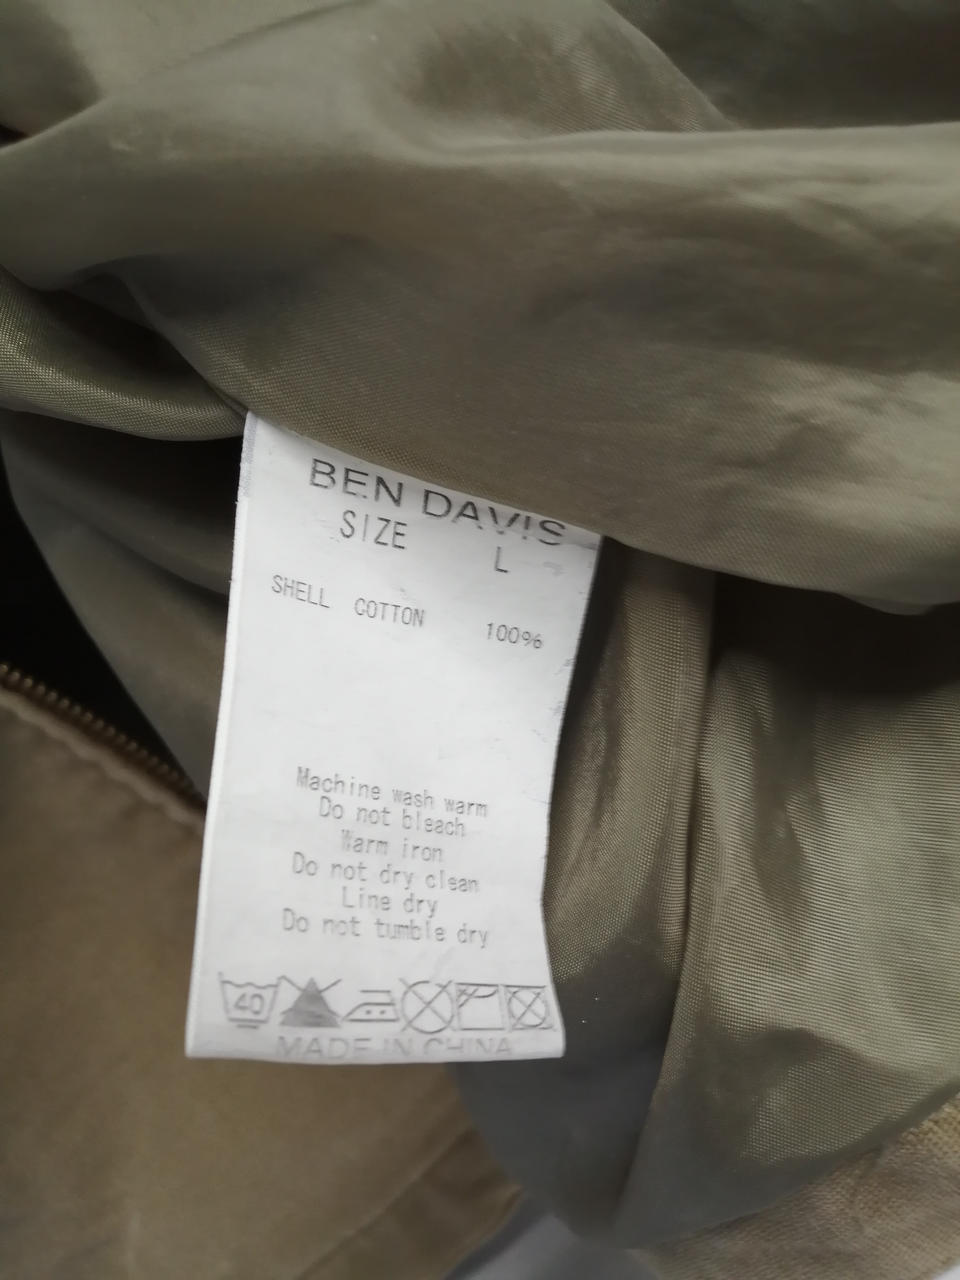 BEN DAVIS
SIZE L
SHELL COTTON 100%
Machine wash warm
Do not bleach
Warm iron
Do not dry clean
Line dry
Do not tumble dry
40
MADE IN CHINA